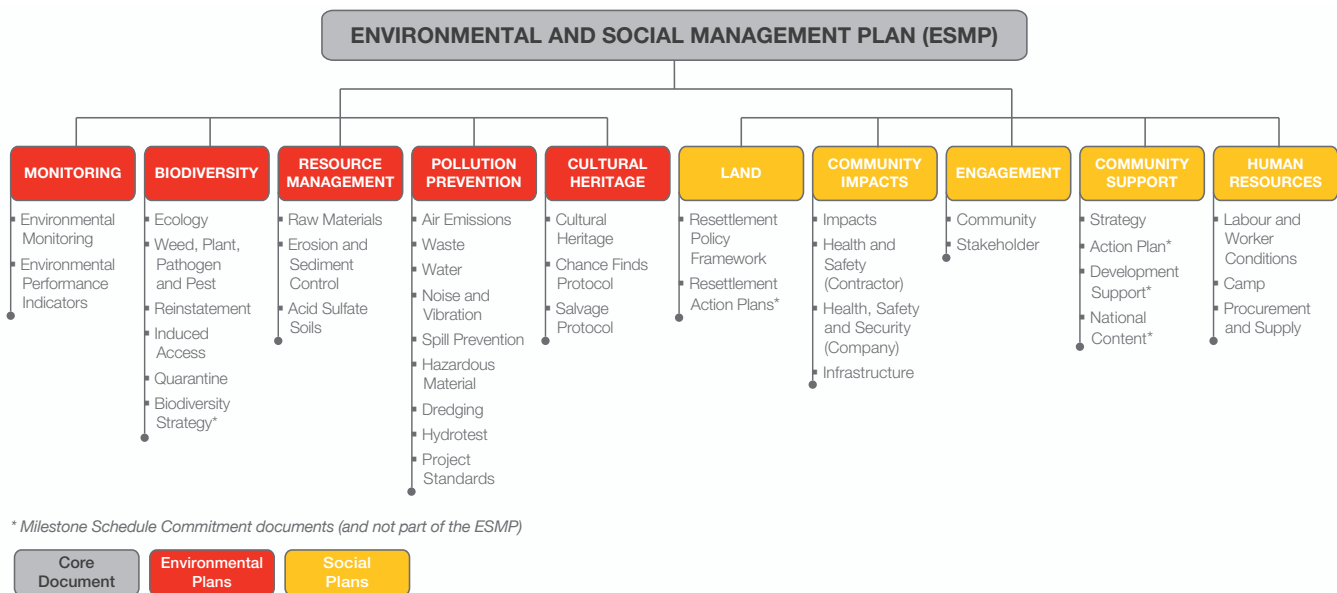 ENVIRONMENTAL AND SOCIAL MANAGEMENT PLAN (ESMP)
MONITORING
Environmental
Monitoring
Environmental
Performance
Indicators
BIODIVERSITY
Ecology
Weed, Plant,
Pathogen
and Pest
Reinstatement
Induced
Access
Quarantine
Biodiversity
Strategy*
RESOURCE
MANAGEMENT
Raw Materials
Erosion and
Sediment
Control
Acid Sulfate
Soils
POLLUTION
PREVENTION
Air Emissions
Waste
Water
Noise and
Vibration
Spill Prevention
Hazardous
Material
Dredging
Hydrotest
Project
Standards
CULTURAL
HERITAGE
Cultural
Heritage
Chance Finds
Protocol
Salvage
Protocol
LAND
Resettlement
Policy
Framework
Resettlement
Action Plans*
COMMUNITY
IMPACTS
Impacts
Health and
Safety
(Contractor)
Health, Safety
and Security
(Company)
Infrastructure
ENGAGEMENT
Community
Stakeholder
COMMUNITY
SUPPORT
Strategy
Action Plan*
Development
Support*
National
Content*
HUMAN
RESOURCES
Labour and
Worker
Conditions
Camp
Procurement
and Supply
* Milestone Schedule Commitment documents (and not part of the ESMP)
Core
Document
Environmental
Plans
Social
Plans